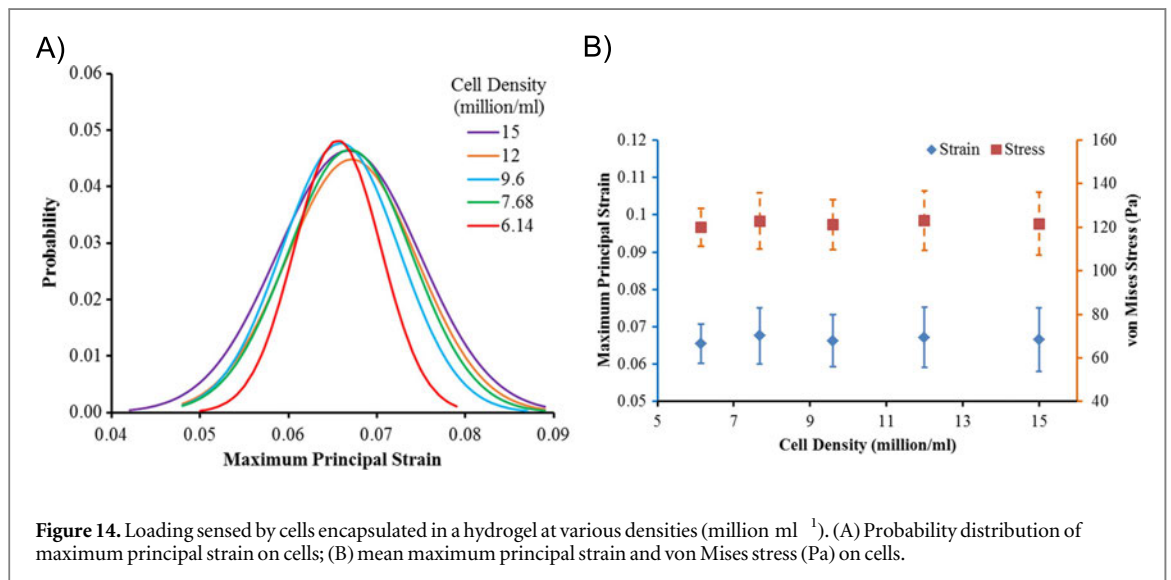 A)
Probability
0.06
0.05
0.04
0.03
0.02
0.01
0.00
0.04 0.05 0.06 0.07 0.08 0.09
Maximum Principal Strain
Cell Density
(million/ml)
15
12
9.6
7.68
6.14
B)
Strain Stress
Maximum Principal Strain
0.12
0.11
0.1
0.09
0.08
0.07
0.06
0.05
5 7 9 11 13 15
Cell Density (million/ml)
160
140
120
100
80
60
40
von Mises Stress (Pa)
Figure 14. Loading sensed by cells encapsulated in a hydrogel at various densities (million ml 1). (A) Probability distribution of
maximum principal strain on cells; (B) mean maximum principal strain and von Mises stress (Pa) on cells.